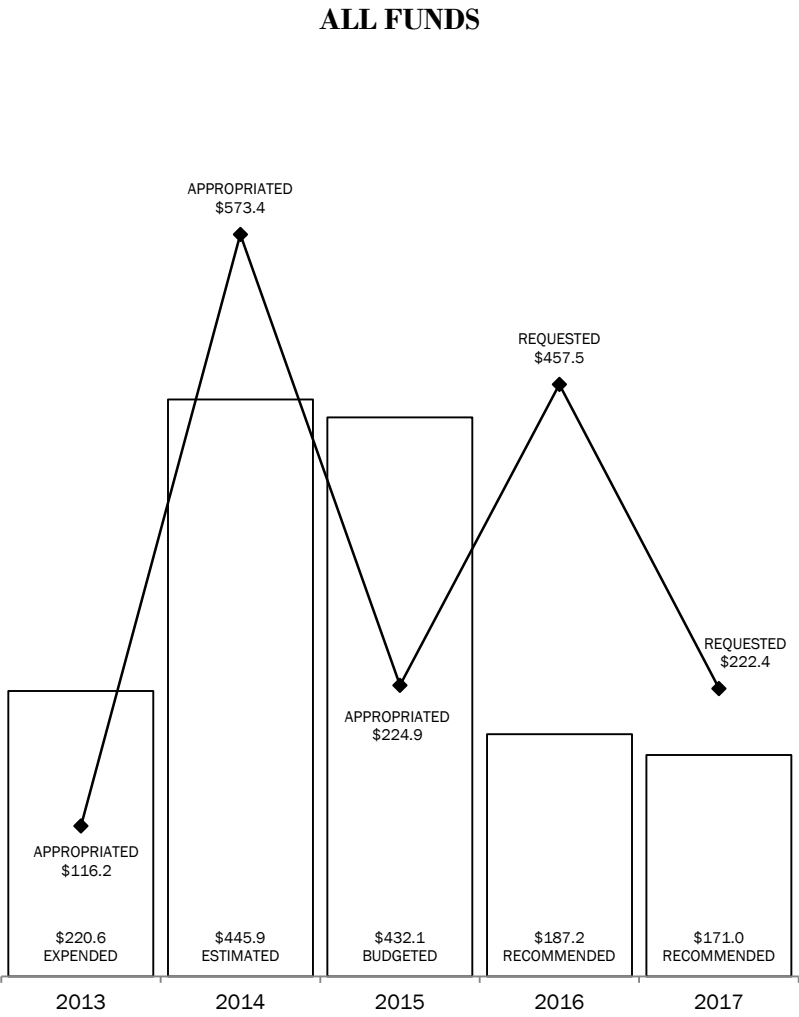 ALL FUNDS
APPROPRIATED
$573.4
REQUESTED
$457.5
REQUESTED
$222.4
APPROPRIATED
$224.9
APPROPRIATED
$116.2
$220.6
EXPENDED
$445.9
ESTIMATED
$432.1
BUDGETED
$187.2
RECOMMENDED
$171.0
RECOMMENDED
2013
2014
2015
2016
2017